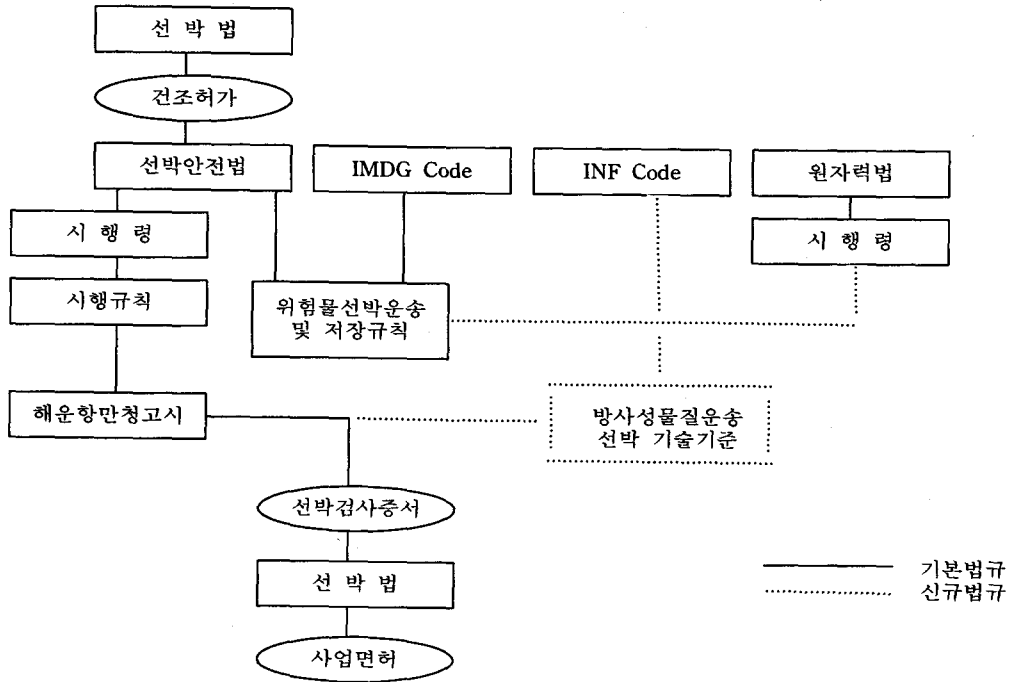 선 박 법
건조허가
선박안전법
IMDG Code
INF Code
원자력법
시 행 령
시 행 령
시행규칙
위험물선박운송
및 저장규칙
해운항만청고시
방사성물질운송
선박 기술기준
선박검사증서
선 박 법
사업면허
기본법규
신규법규